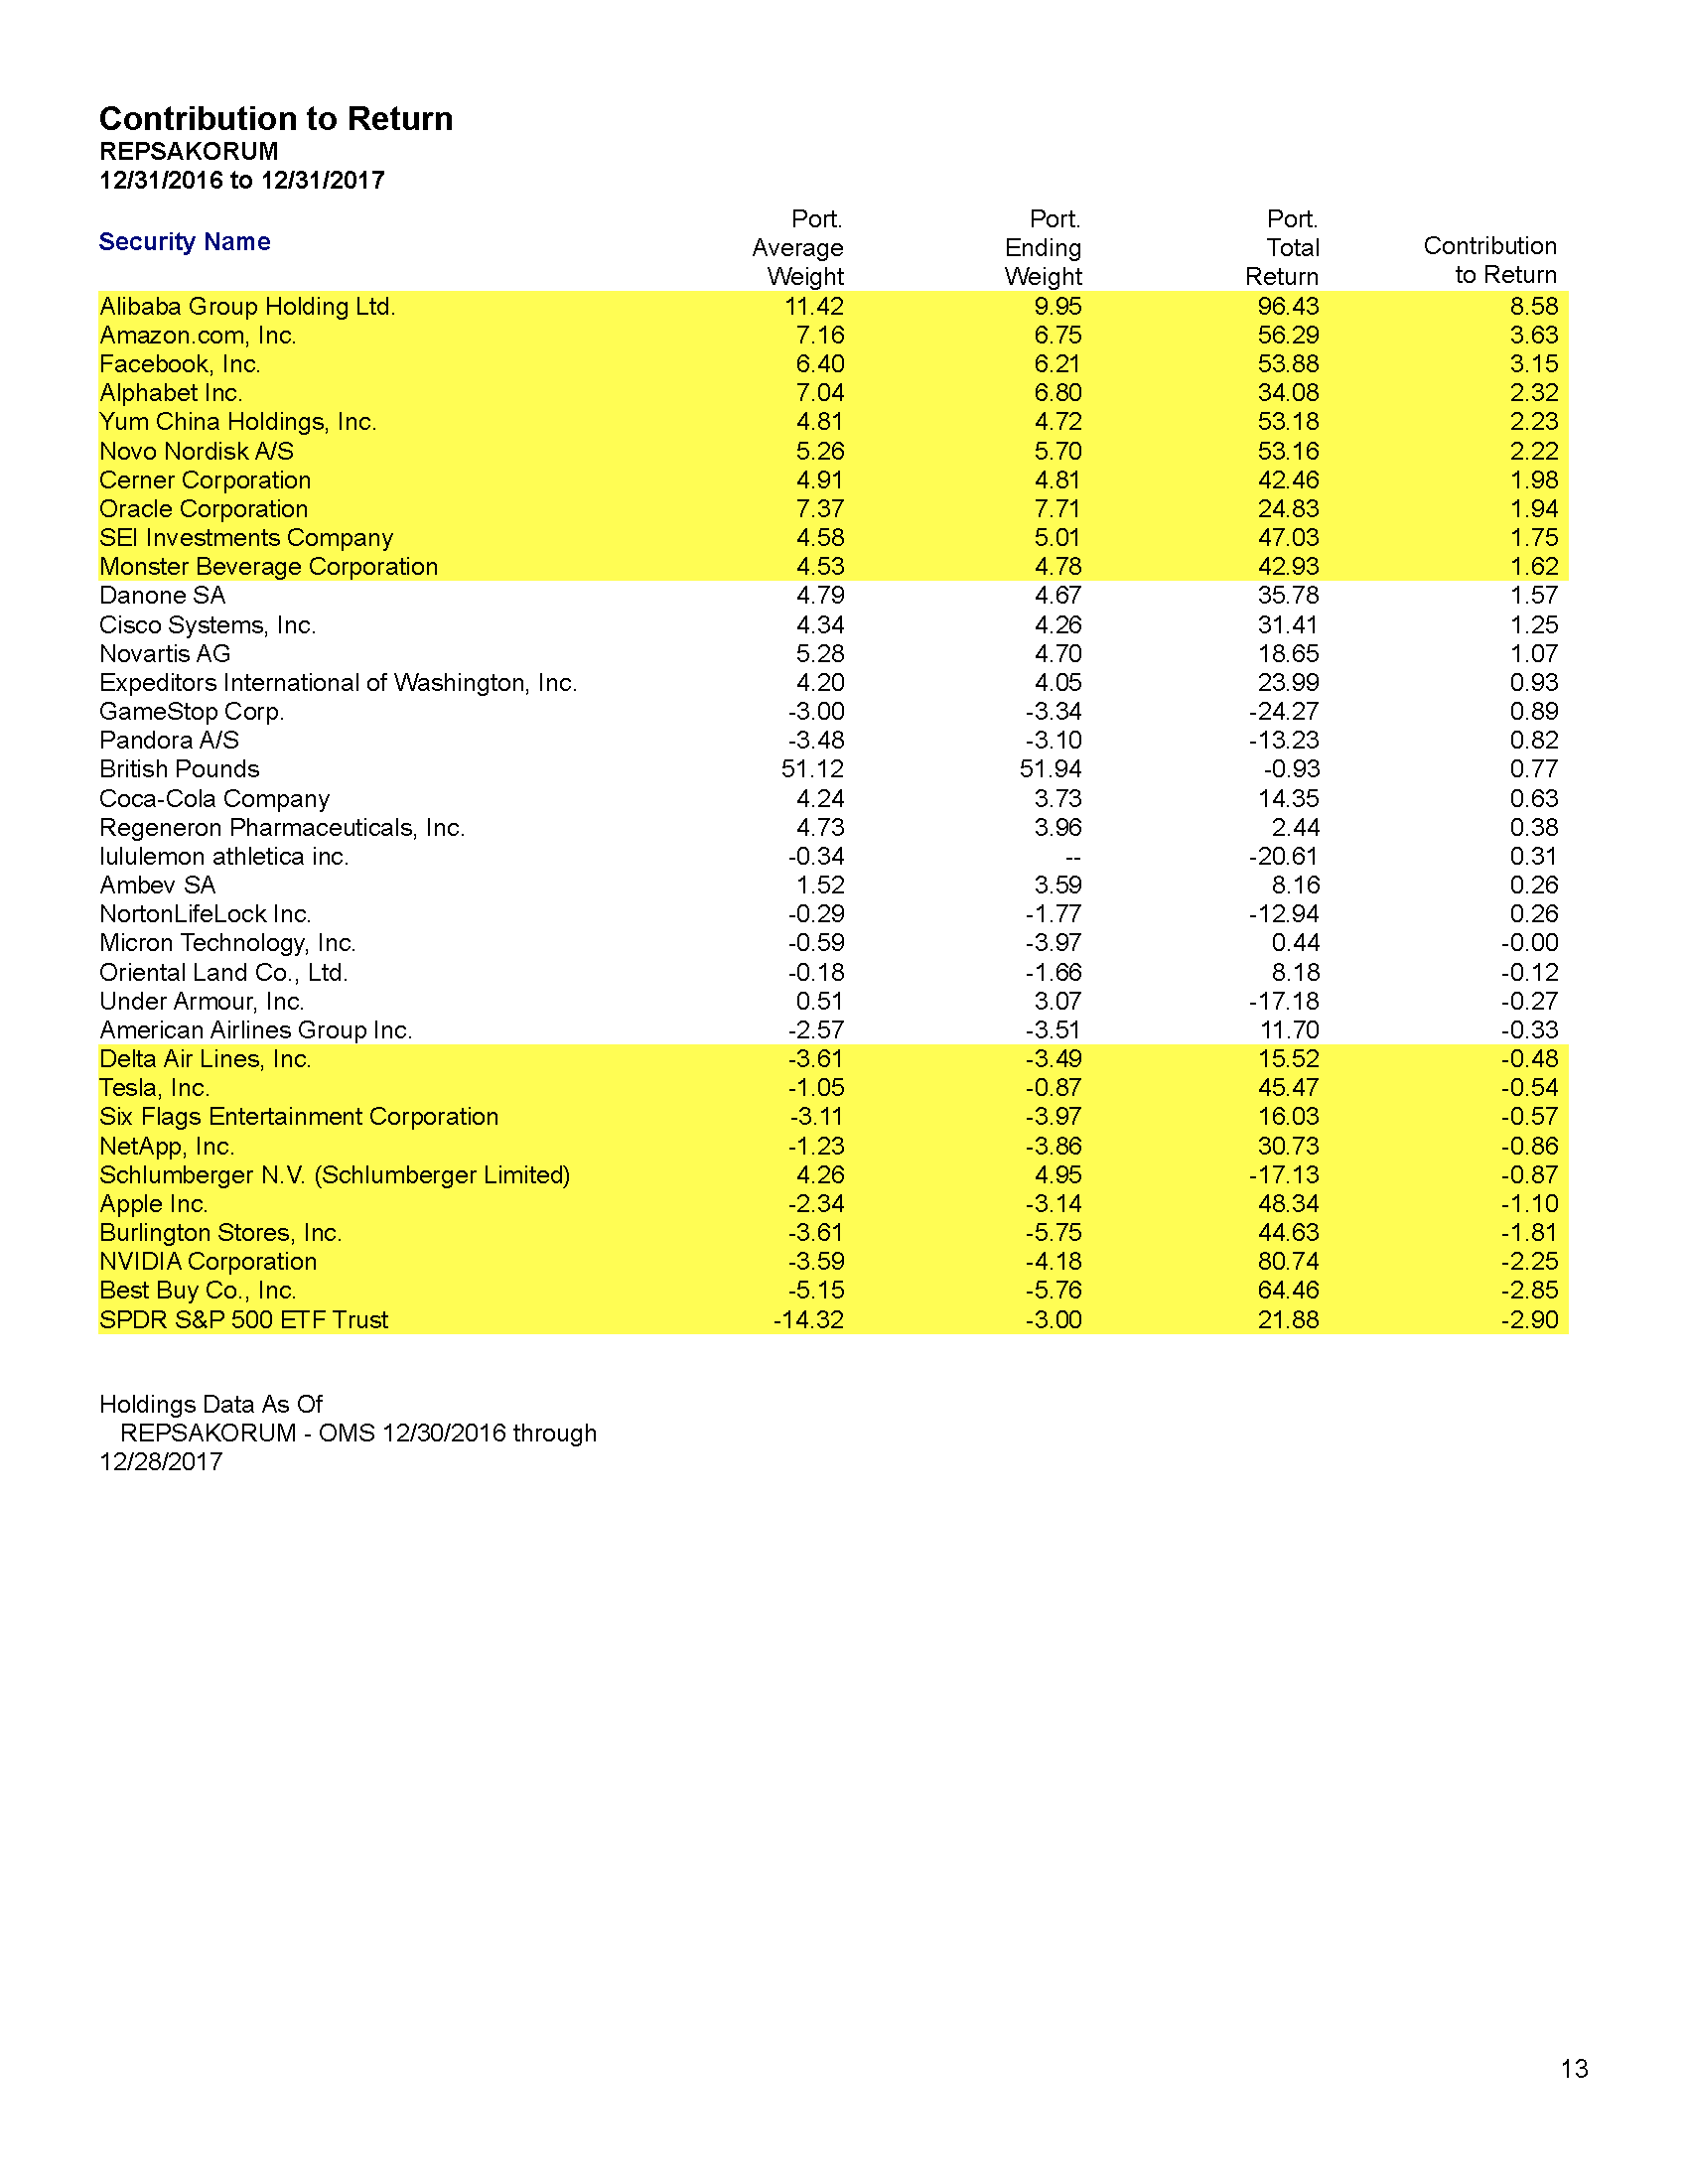 Contribution to Return
REPSAKORUM
12/31/2016 to 12/31/2017
Security Name Port. Average Weight Port. Ending Weight Port. Total Return Contribution to Return
Alibaba Group Holding Ltd. 11.42 9.95 96.43 8.58
Amazon.com, Inc. 7.16 6.75 56.29 3.63
Facebook, Inc. 6.40 6.21 53.88 3.15
Alphabet Inc. 7.04 6.80 34.08 2.32
Yum China Holdings, Inc. 4.81 4.72 53.18 2.23
Novo Nordisk A/S 5.26 5.70 53.16 2.22
Cerner Corporation 4.91 4.81 42.46 1.98
Oracle Corporation 7.37 7.71 24.83 1.94
SEI Investments Company 4.58 5.01 47.03 1.75
Monster Beverage Corporation 4.53 4.78 42.93 1.62
Danone SA 4.79 4.67 35.78 1.57
Cisco Systems, Inc. 4.34 4.26 31.41 1.25
Novartis AG 5.28 4.70 18.65 1.07
Expeditors International of Washington, Inc. 4.20 4.05 23.99 0.93
GameStop Corp. -3.00 -3.34 -24.27 0.89
Pandora A/S -3.48 -3.10 -13.23 0.82
British Pounds 51.12 51.94 -0.93 0.77
Coca-Cola Company 4.24 3.73 14.35 0.63
Regeneron Pharmaceuticals, Inc. 4.73 3.96 2.44 0.38
lululemon athletica inc. -0.34 -- -20.61 0.31
Ambev SA 1.52 3.59 8.16 0.26
NortonLifeLock Inc. -0.29 -1.77 -12.94 0.26
Micron Technology, Inc. -0.59 -3.97 0.44 -0.00
Oriental Land Co., Ltd. -0.18 -1.66 8.18 -0.12
Under Armour, Inc. 0.51 3.07 -17.18 -0.27
American Airlines Group Inc. -2.57 -3.51 11.70 -0.33
Delta Air Lines, Inc. -3.61 -3.49 15.52 -0.48
Tesla, Inc. -1.05 -0.87 45.47 -0.54
Six Flags Entertainment Corporation -3.11 -3.97 16.03 -0.57
NetApp, Inc. -1.23 -3.86 30.73 -0.86
Schlumberger N.V. (Schlumberger Limited) 4.26 4.95 -17.13 -0.87
Apple Inc. -2.34 -3.14 48.34 -1.10
Burlington Stores, Inc. -3.61 -5.75 44.63 -1.81
NVIDIA Corporation -3.59 -4.18 80.74 -2.25
Best Buy Co., Inc. -5.15 -5.76 64.46 -2.85
SPDR S&P 500 ETF Trust -14.32 -3.00 21.88 -2.90
Holdings Data As Of
REPSAKORUM - OMS 12/30/2016 through
12/28/2017
13